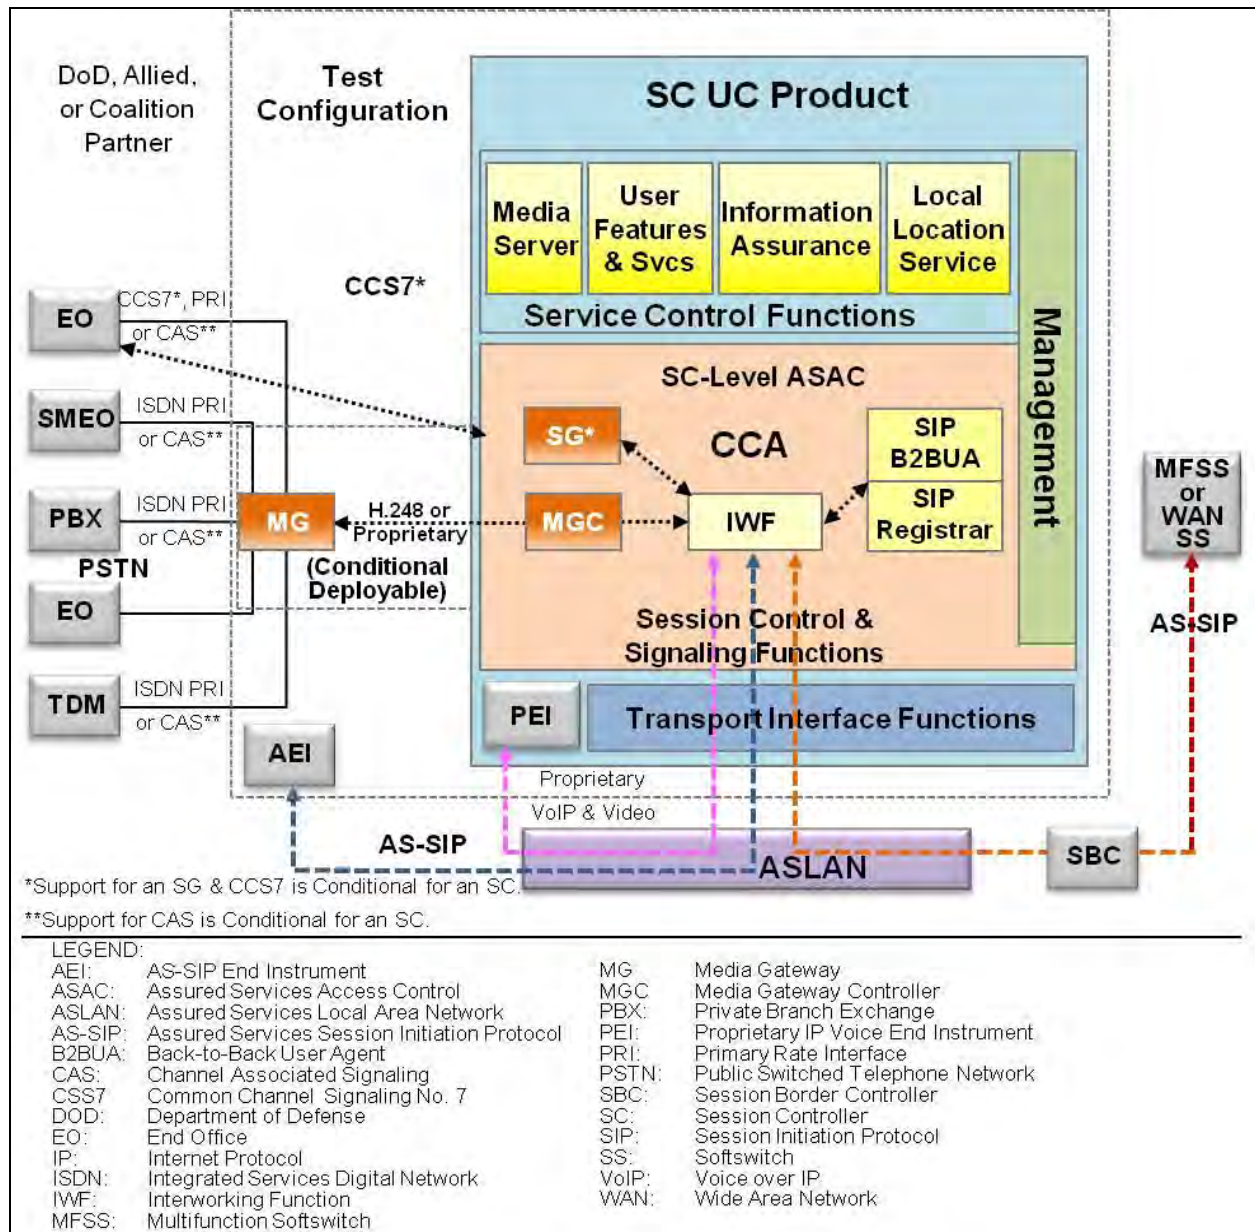 DoD, Allied,
or Coalition
Partner
Test
Configuration
SC UC Product
Media
Server
User
Features
& Svcs
Information
Assurance
Local
Location
Service
Service Control Functions
Management
CCS7*
EO
CCS7*, PRI
or CAS**
SMEO
ISDN PRI
or CAS**
PBX
ISDN PRI
or CAS**
PSTN
EO
TDM
ISDN PRI
or CAS**
MG
H.248 or
Proprietary
(Conditional
Deployable)
SC-Level ASAC
SG*
CCA
MGC
IWF
SIP
B2BUA
SIP
Registrar
Session Control &
Signaling Functions
MFSS
or
WAN
SS
AS-SIP
PEI
Transport Interface Functions
AEI
Proprietary
VoIP & Video
AS-SIP
ASLAN
SBC
*Support for an SG & CCS7 is Conditional for an SC.
**Support for CAS is Conditional for an SC.
LEGEND:
AEI: AS-SIP End Instrument
ASAC: Assured Services Access Control
ASLAN: Assured Services Local Area Network
AS-SIP: Assured Services Session Initiation Protocol
B2BUA: Back-to-Back User Agent
CAS: Channel Associated Signaling
CSS7 Common Channel Signaling No. 7
DOD: Department of Defense
EO: End Office
IP: Internet Protocol
ISDN: Integrated Services Digital Network
IWF: Interworking Function
MFSS: Multifunction Softswitch
MG Media Gateway
MGC Media Gateway Controller
PBX: Private Branch Exchange
PEI: Proprietary IP Voice End Instrument
PRI: Primary Rate Interface
PSTN: Public Switched Telephone Network
SBC: Session Border Controller
SC: Session Controller
SIP: Session Initiation Protocol
SS: Softswitch
VoIP: Voice over IP
WAN: Wide Area Network